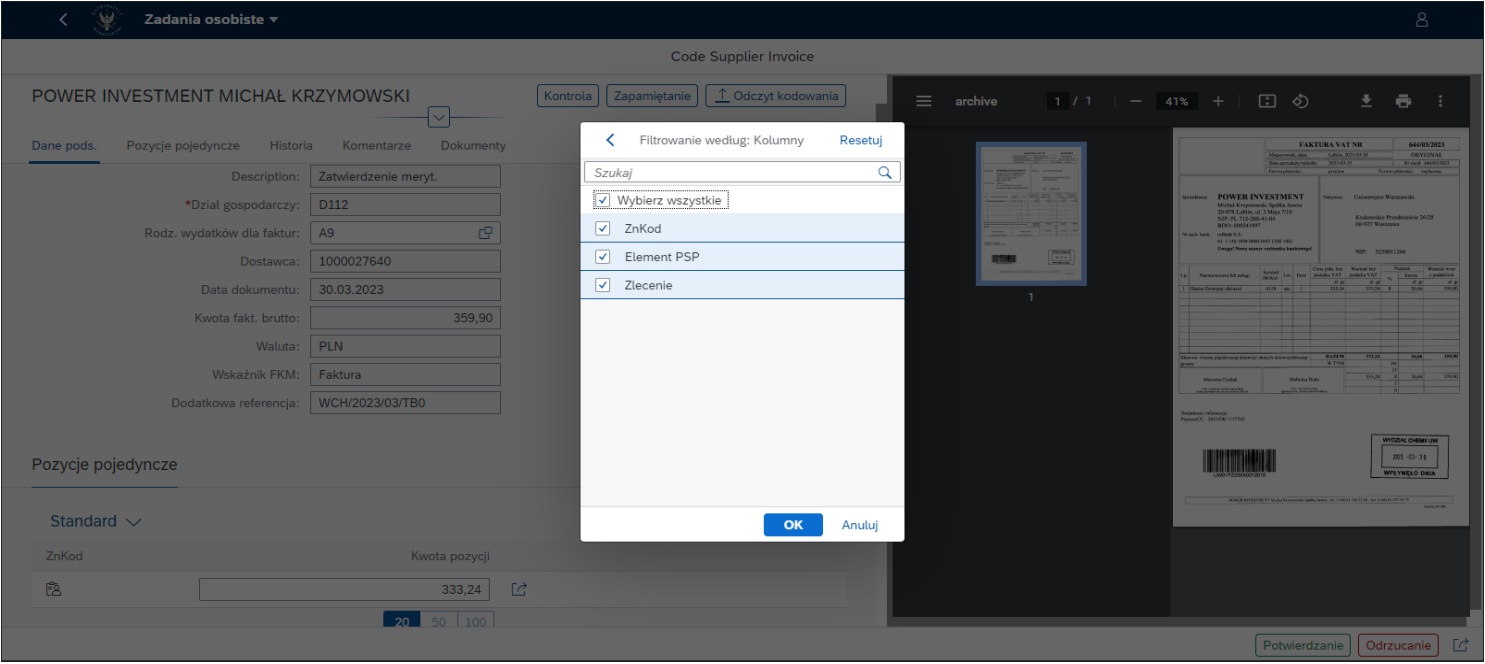 Zadania osobiste
Code Supplier Invoice
POWER INVESTMENT MICHAŁ KRZYMOWSKI
Kontrola
Zapamiętanie
Odczyt kodowania
Dane pods.
Pozycje pojedyncze
Historia
Komentarze
Dokumenty
Description: Zatwierdzenie meryt.
*Dział gospodarczy: D112
Rodz. wydatków dla faktur: A9
Dostawca: 1000027640
Data dokumentu: 30.03.2023
Kwota fakt. brutto: 359,90
Waluta: PLN
Wskaźnik FKM: Faktura
Dodatkowa referencja: WCH/2023/03/TB0
Pozycje pojedyncze
Standard
ZnKod
Kwota pozycji
333,24
20 50 100
Filtrowanie według: Kolumny
Resetuj
Szukaj
Wybierz wszystkie
ZnKod
Element PSP
Zlecenie
OK
Anuluj
archive
1 / 1
41%
1
FAKTURA VAT NR 644/03/2023
ORYGINAŁ
POWER INVESTMENT
Uniwersytet Warszawski
Krakowskie Przedmieście 26/28
WYDZIAŁ CHEMII UW
WPŁYNĘŁO DNIA
Potwierdzanie
Odrzucanie